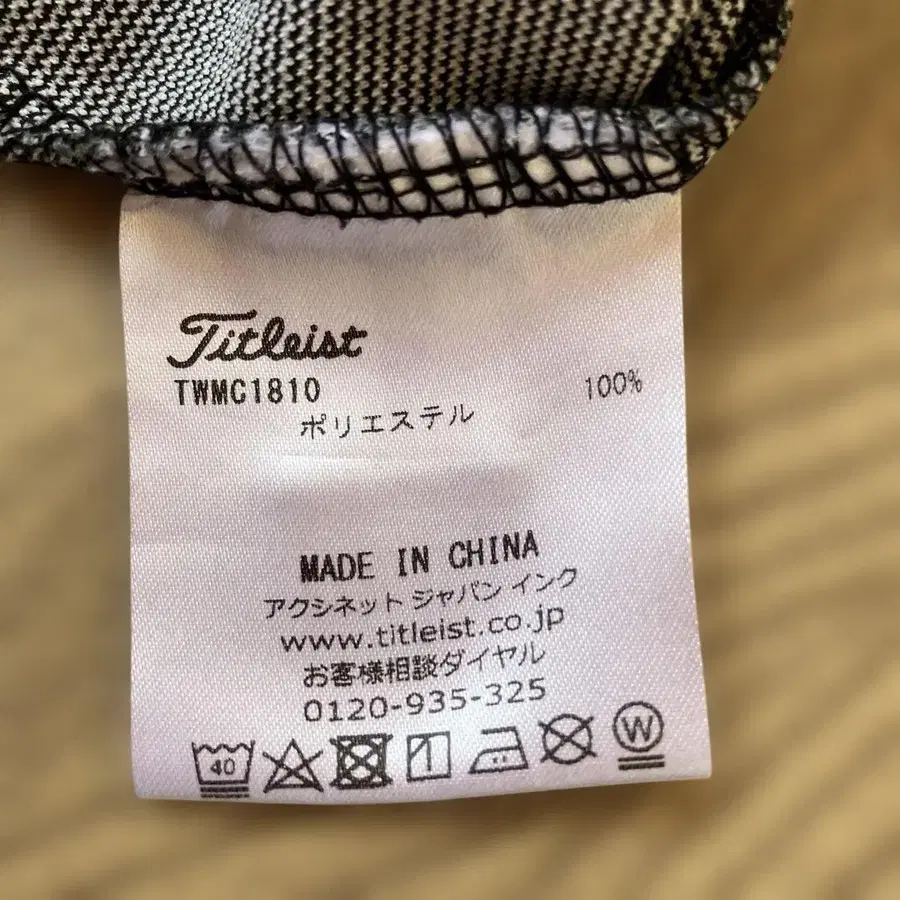 Titleist
TWMC1810
ポリエステル 100%
MADE IN CHINA
アクシネット ジャパン インク
www.titleist.co.jp
お客様相談ダイヤル
0120-935-325
40 W